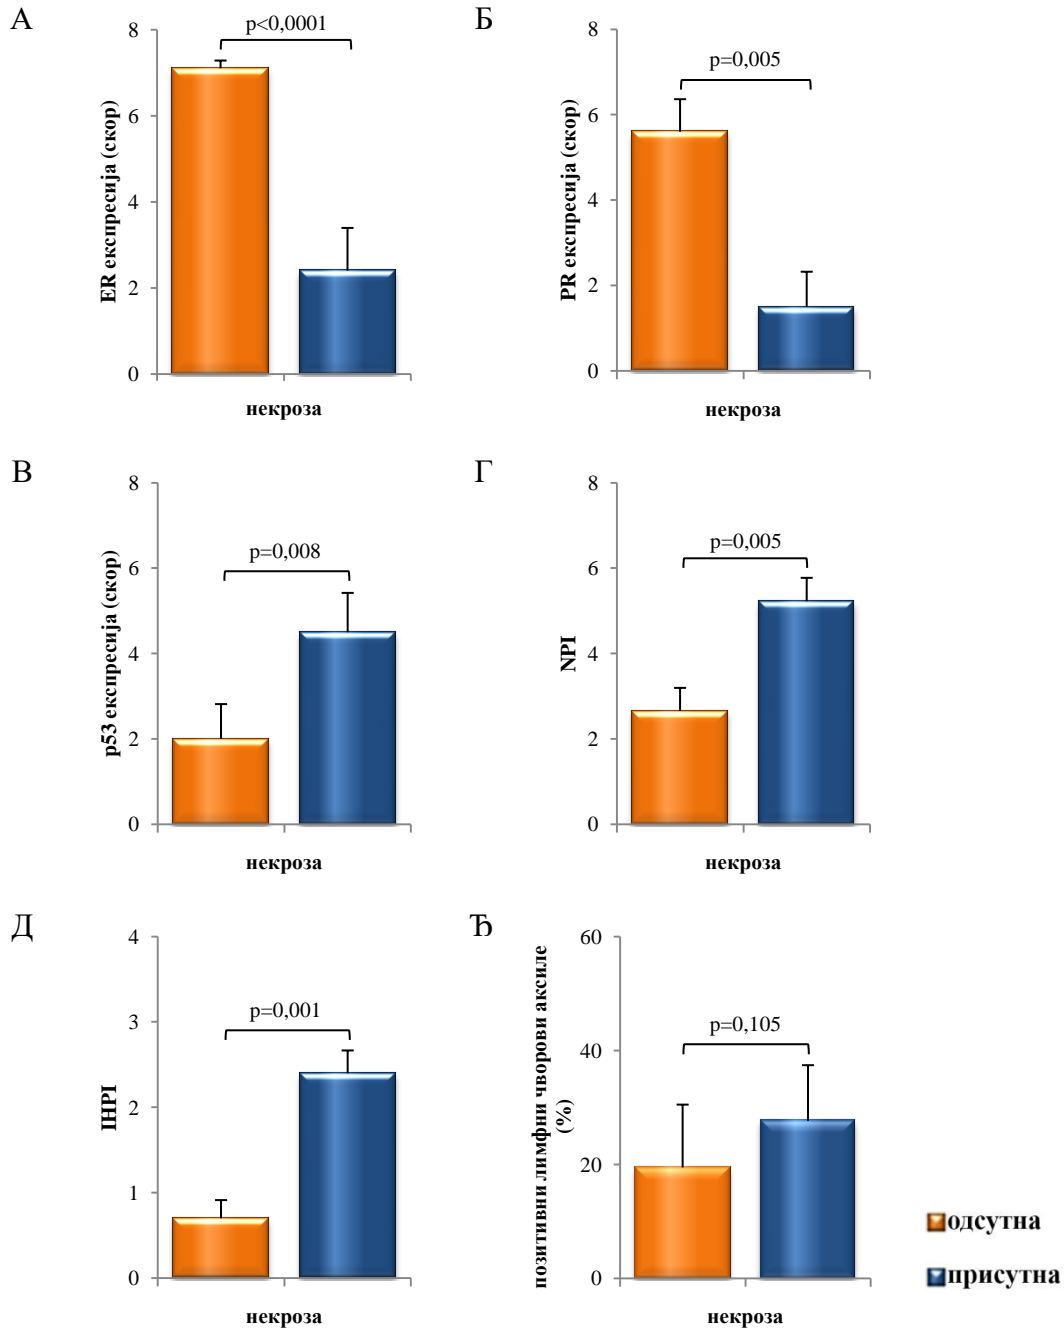 А
p<0,0001
ER експресија (скор)
8
6
4
2
0
некроза
Б
p=0,005
PR експресија (скор)
8
6
4
2
0
некроза
В
p=0,008
p53 експресија (скор)
8
6
4
2
0
некроза
Г
p=0,005
NPI
8
6
4
2
0
некроза
Д
p=0,001
IHPI
4
3
2
1
0
некроза
Ђ
p=0,105
позитивни лимфни чворови аксиле
(%)
60
40
20
0
некроза
одсутна
присутна